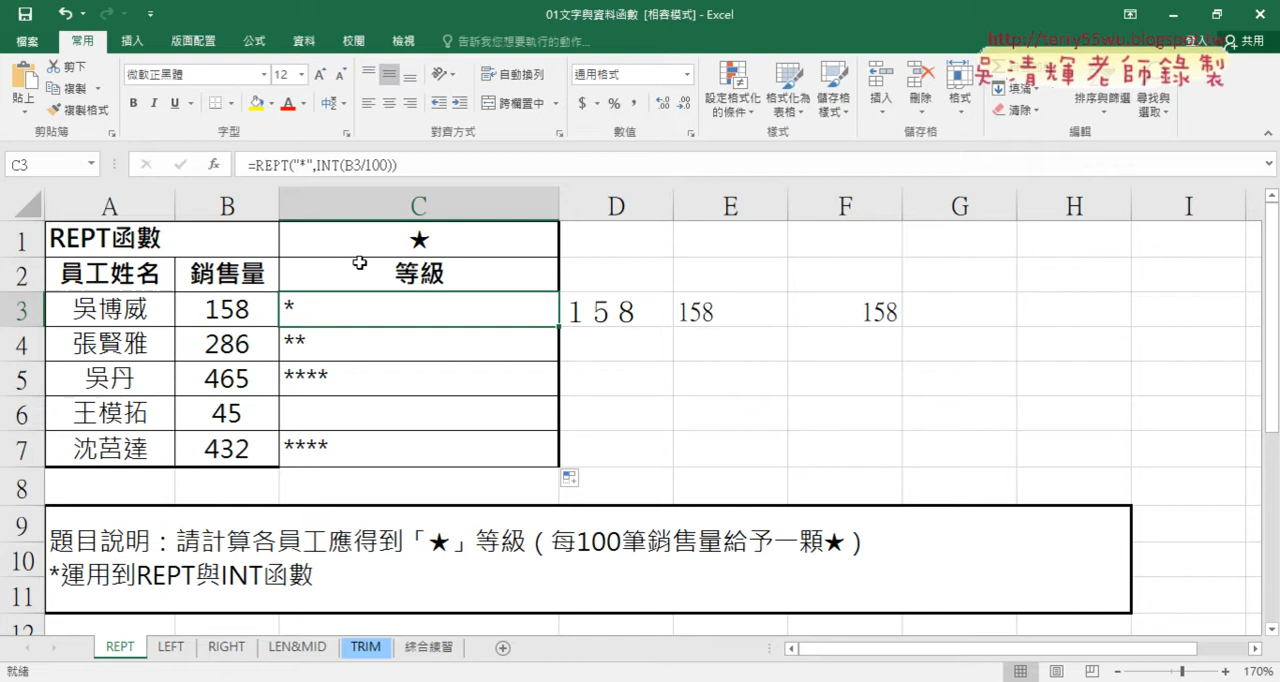 01文字與資料函數 [相容模式] - Excel
檔案 常用 插入 版面配置 公式 資料 校閱 檢視 告訴我您想要執行的動作... 登入 共用
http://terry55wu.blogspot.tw
吳清輝老師錄製
貼上 剪下 複製 複製格式 剪貼簿
微軟正黑體 12 B I U 字型
自動換列 跨欄置中 對齊方式
通用格式 $ % 數值
設定格式化的條件 格式化為表格 儲存格樣式 樣式
插入 刪除 格式 儲存格
填滿 清除 排序與篩選 尋找與選取 編輯
C3 fx =REPT("*",INT(B3/100))
A B C D E F G H I
1 REPT函數 ★
2 員工姓名 銷售量 等級
3 吳博威 158 * 158 158 158
4 張賢雅 286 **
5 吳丹 465 ****
6 王模拓 45
7 沈莒達 432 ****
8
9
10 題目說明：請計算各員工應得到「★」等級（每100筆銷售量給予一顆★）
11 *運用到REPT與INT函數
12
REPT LEFT RIGHT LEN&MID TRIM 綜合練習
就緒 170%